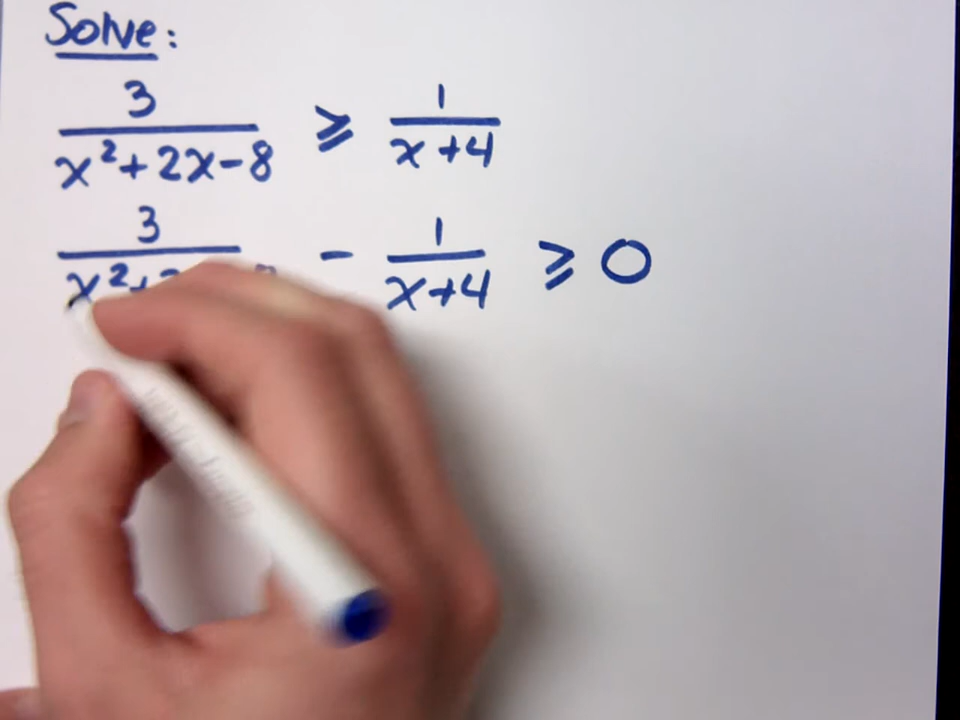 Solve:
3/(x²+2x-8) ≥ 1/(x+4)
3/(x²+ - 1/(x+4) ≥ 0